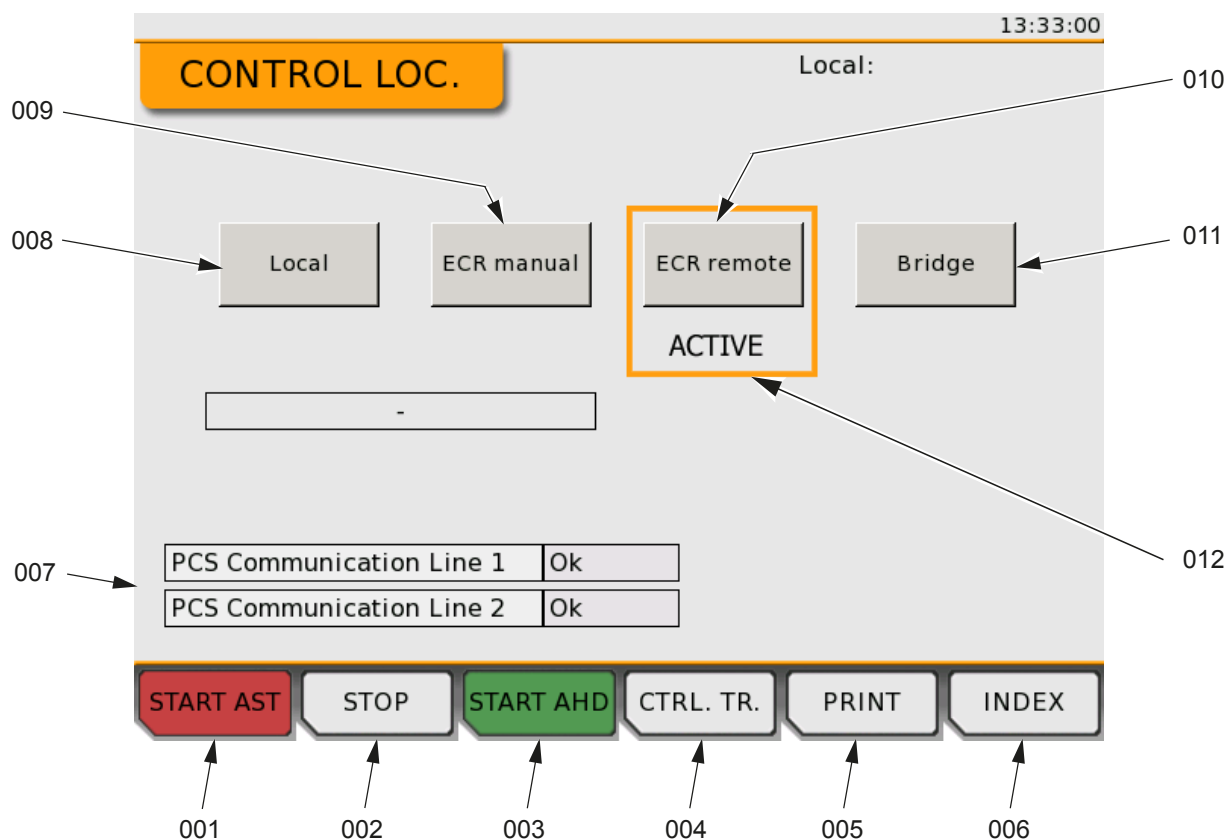 13:33:00
CONTROL LOC.
Local:
010
009
008
Local
ECR manual
ECR remote
Bridge
011
ACTIVE
-
012
007
PCS Communication Line 1 Ok
PCS Communication Line 2 Ok
START AST
STOP
START AHD
CTRL. TR.
PRINT
INDEX
001
002
003
004
005
006